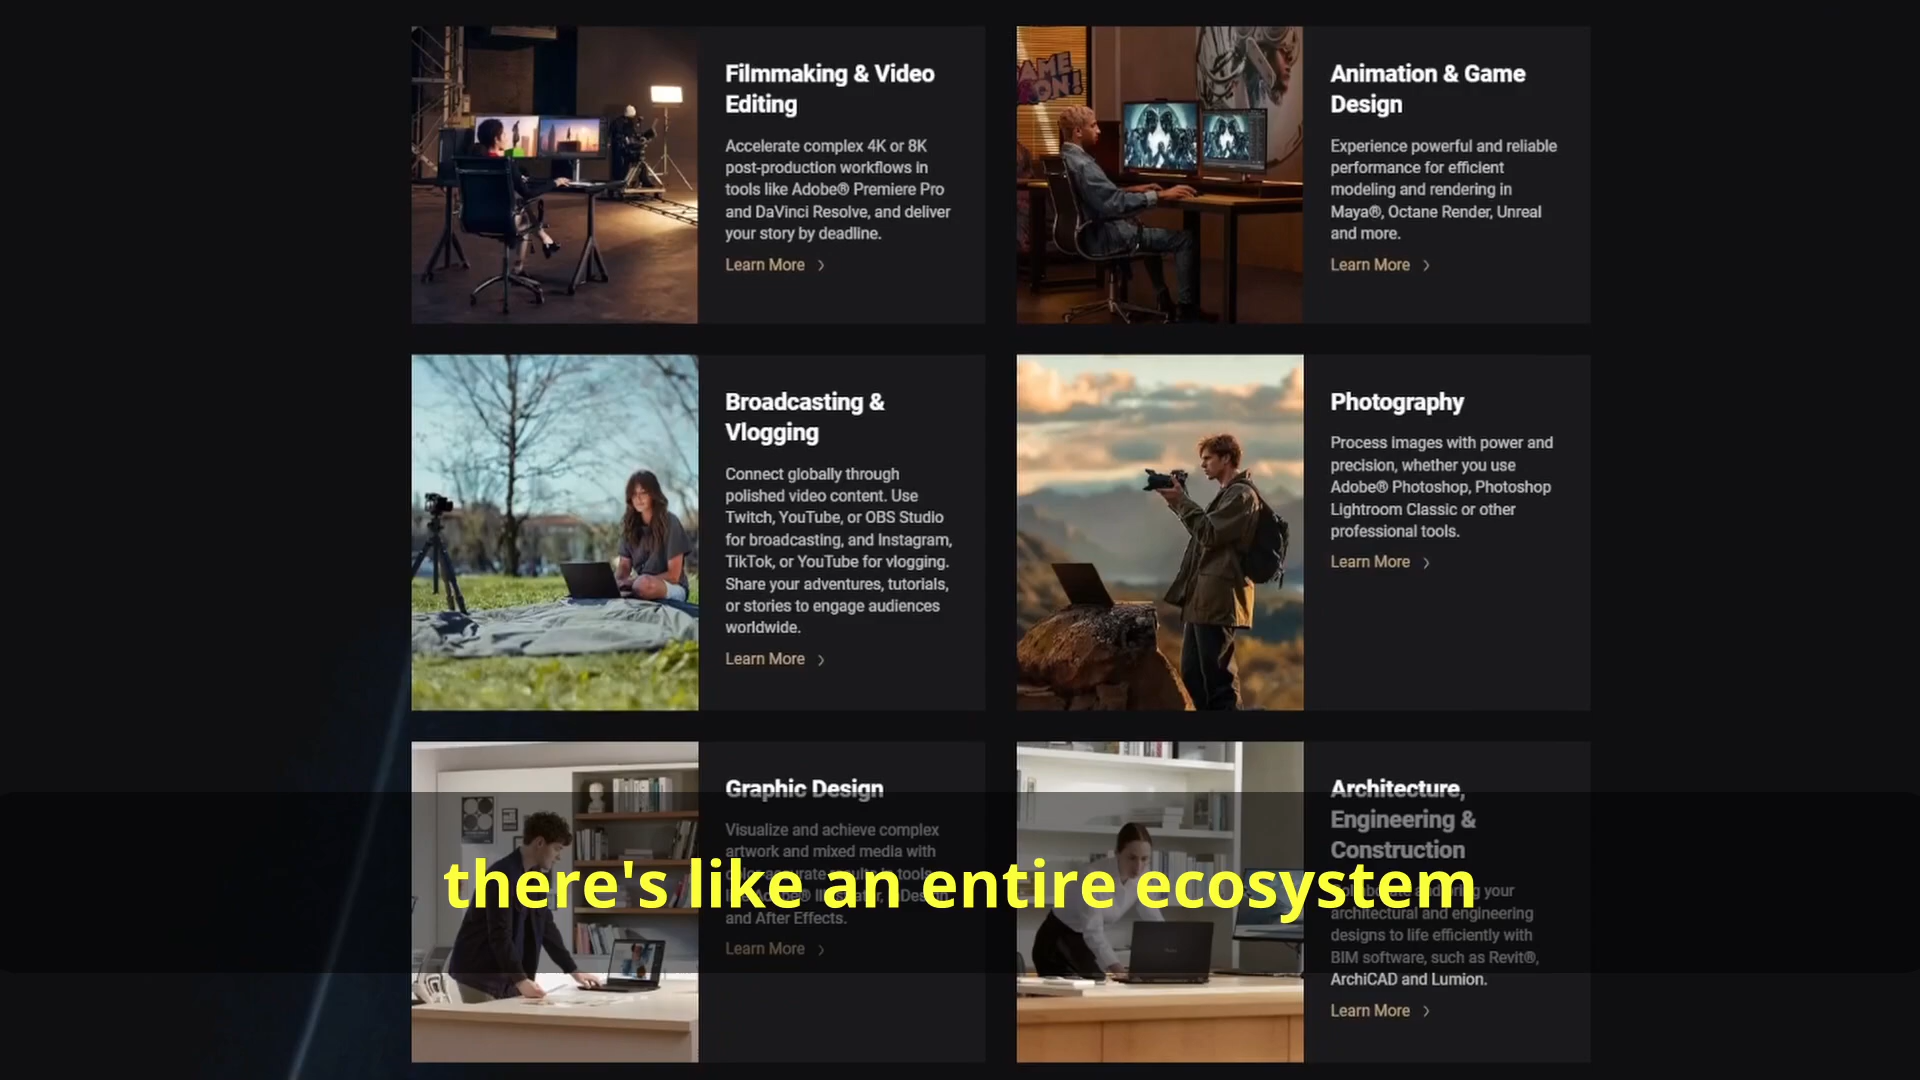 Filmmaking & Video
Editing
Accelerate complex 4K or 8K
post-production workflows in
tools like Adobe® Premiere Pro
and DaVinci Resolve, and deliver
your story by deadline.
Learn More
Animation & Game
Design
Experience powerful and reliable
performance for efficient
modeling and rendering in
Maya®, Octane Render, Unreal
and more.
Learn More
GAME
ON!
Broadcasting &
Vlogging
Connect globally through
polished video content. Use
Twitch, YouTube, or OBS Studio
for broadcasting, and Instagram,
TikTok, or YouTube for vlogging.
Share your adventures, tutorials,
or stories to engage audiences
worldwide.
Learn More
Photography
Process images with power and
precision, whether you use
Adobe® Photoshop, Photoshop
Lightroom Classic or other
professional tools.
Learn More
Graphic Design
Visualize and achieve complex
artwork and mixed media with
and After Effects.
Learn More
Architecture,
Engineering &
Construction
your
architectural and engineering
designs to life efficiently with
BIM software, such as Revit®,
ArchiCAD and Lumion.
Learn More
there's like an entire ecosystem